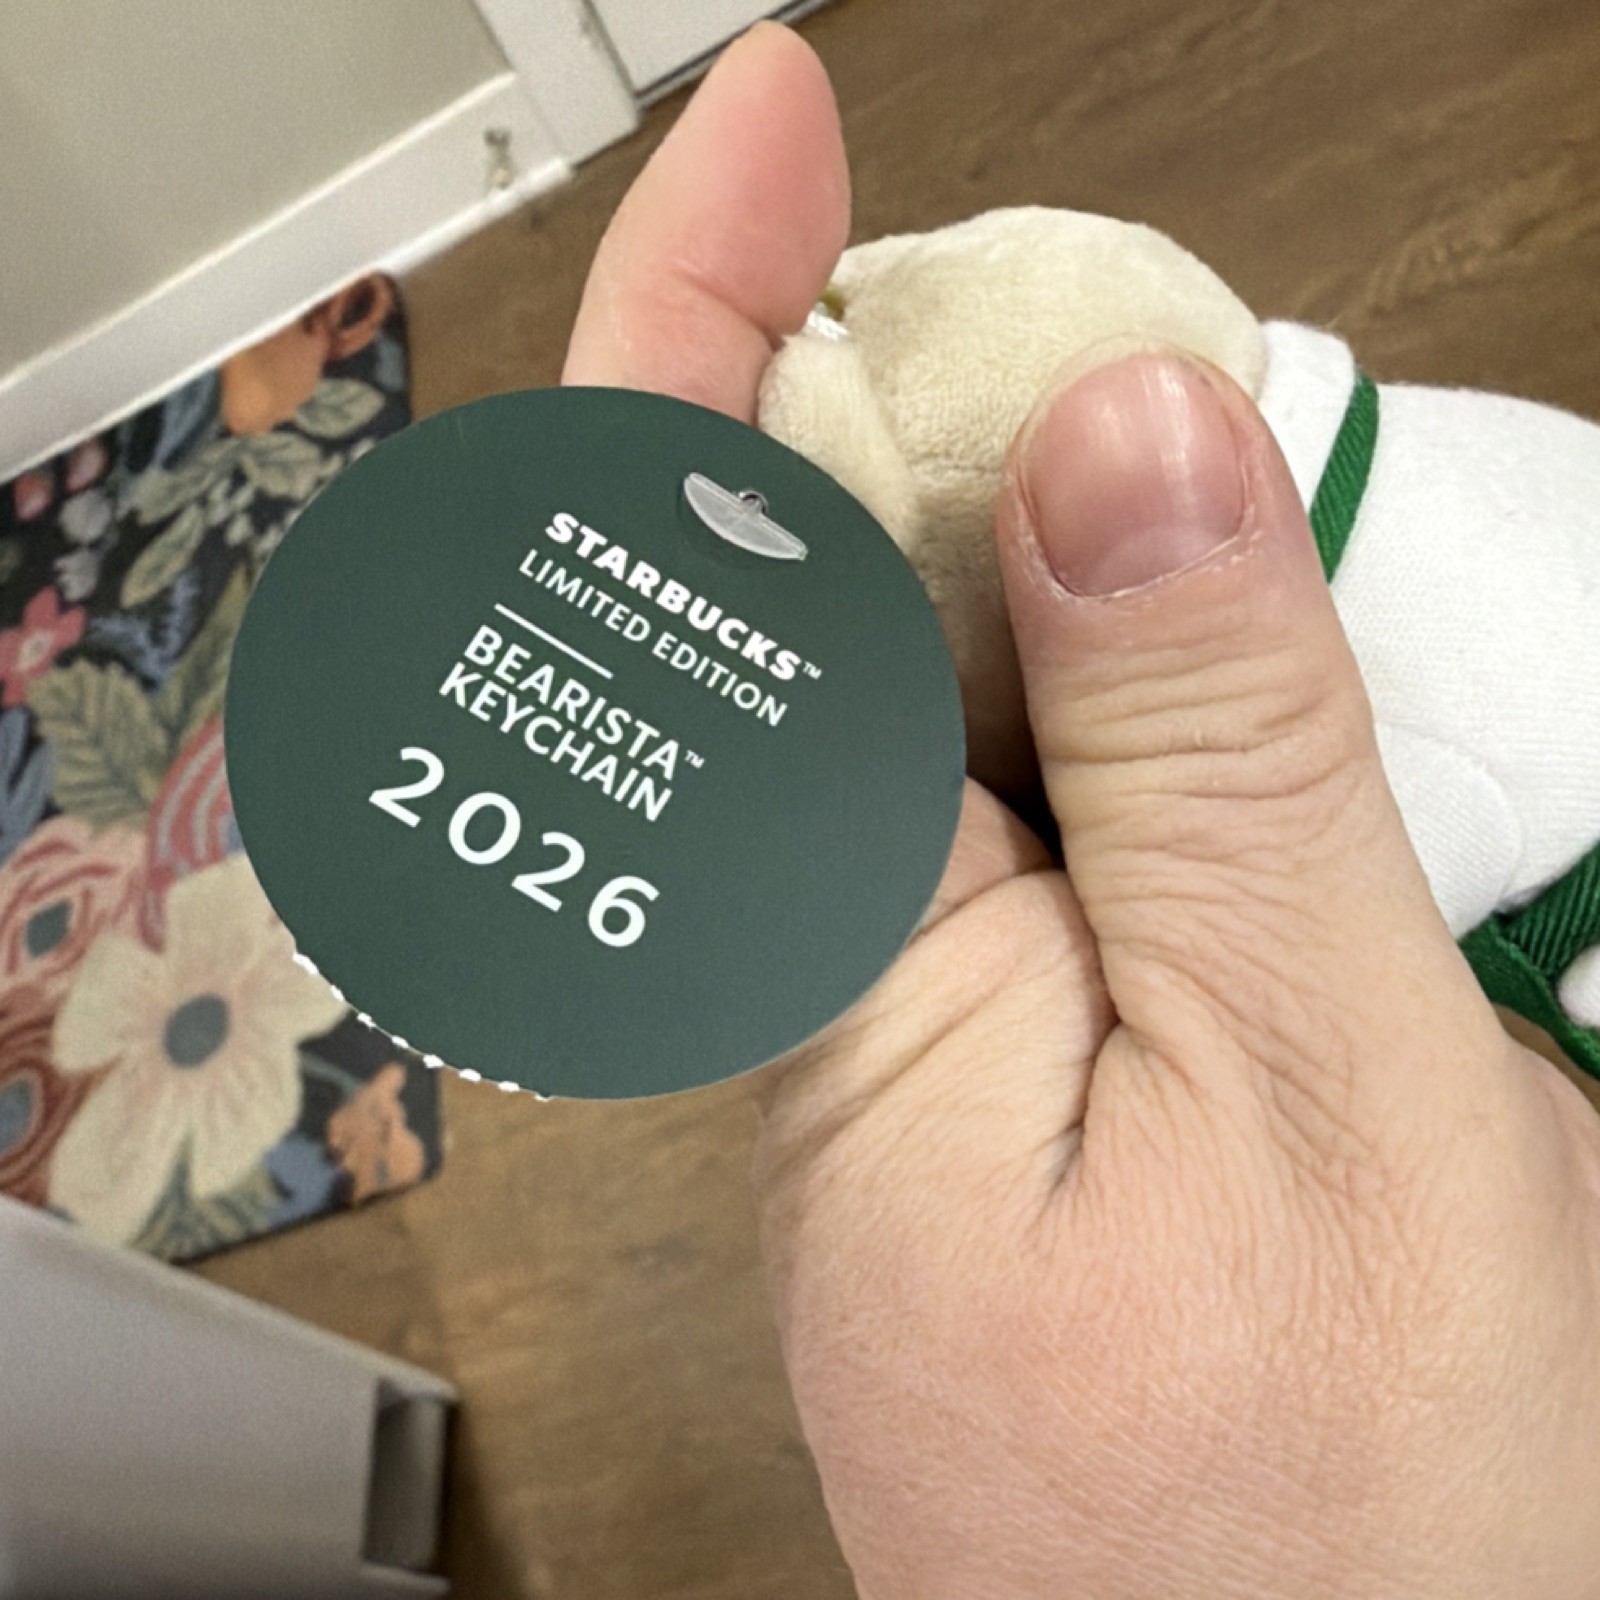 STARBUCKS™
LIMITED EDITION
BEARISTA™
KEYCHAIN
2026